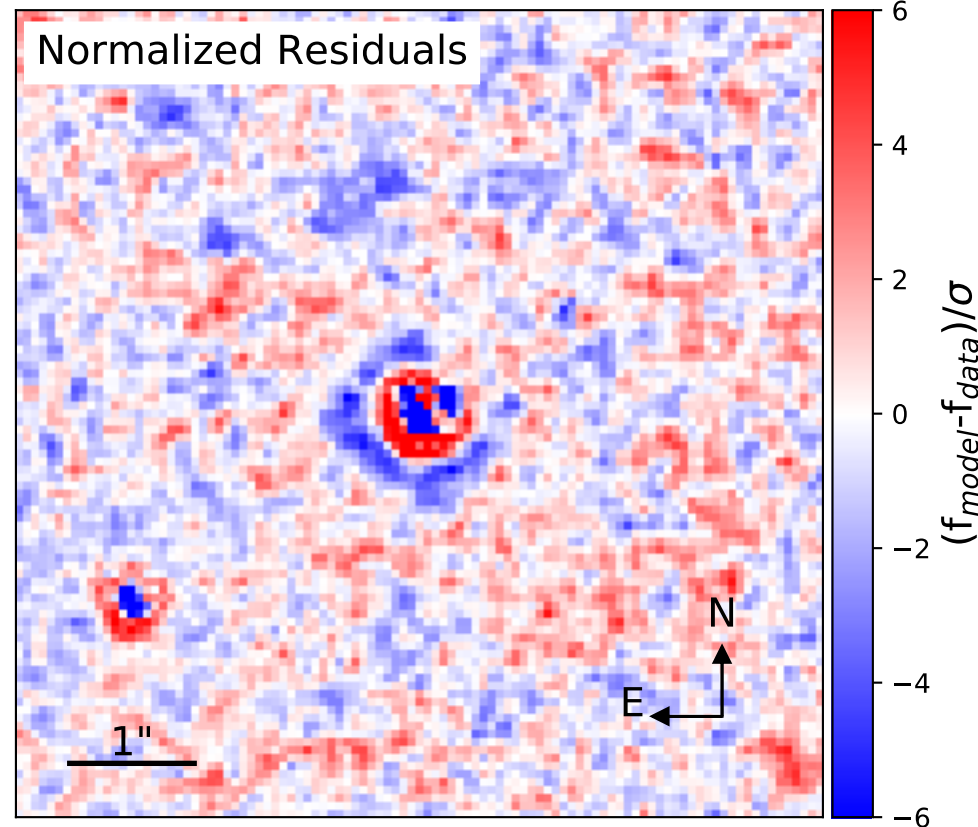 Normalized Residuals
6
4
2
0
−2
−4
−6
(f_model-f_data)/σ
N
E
1"